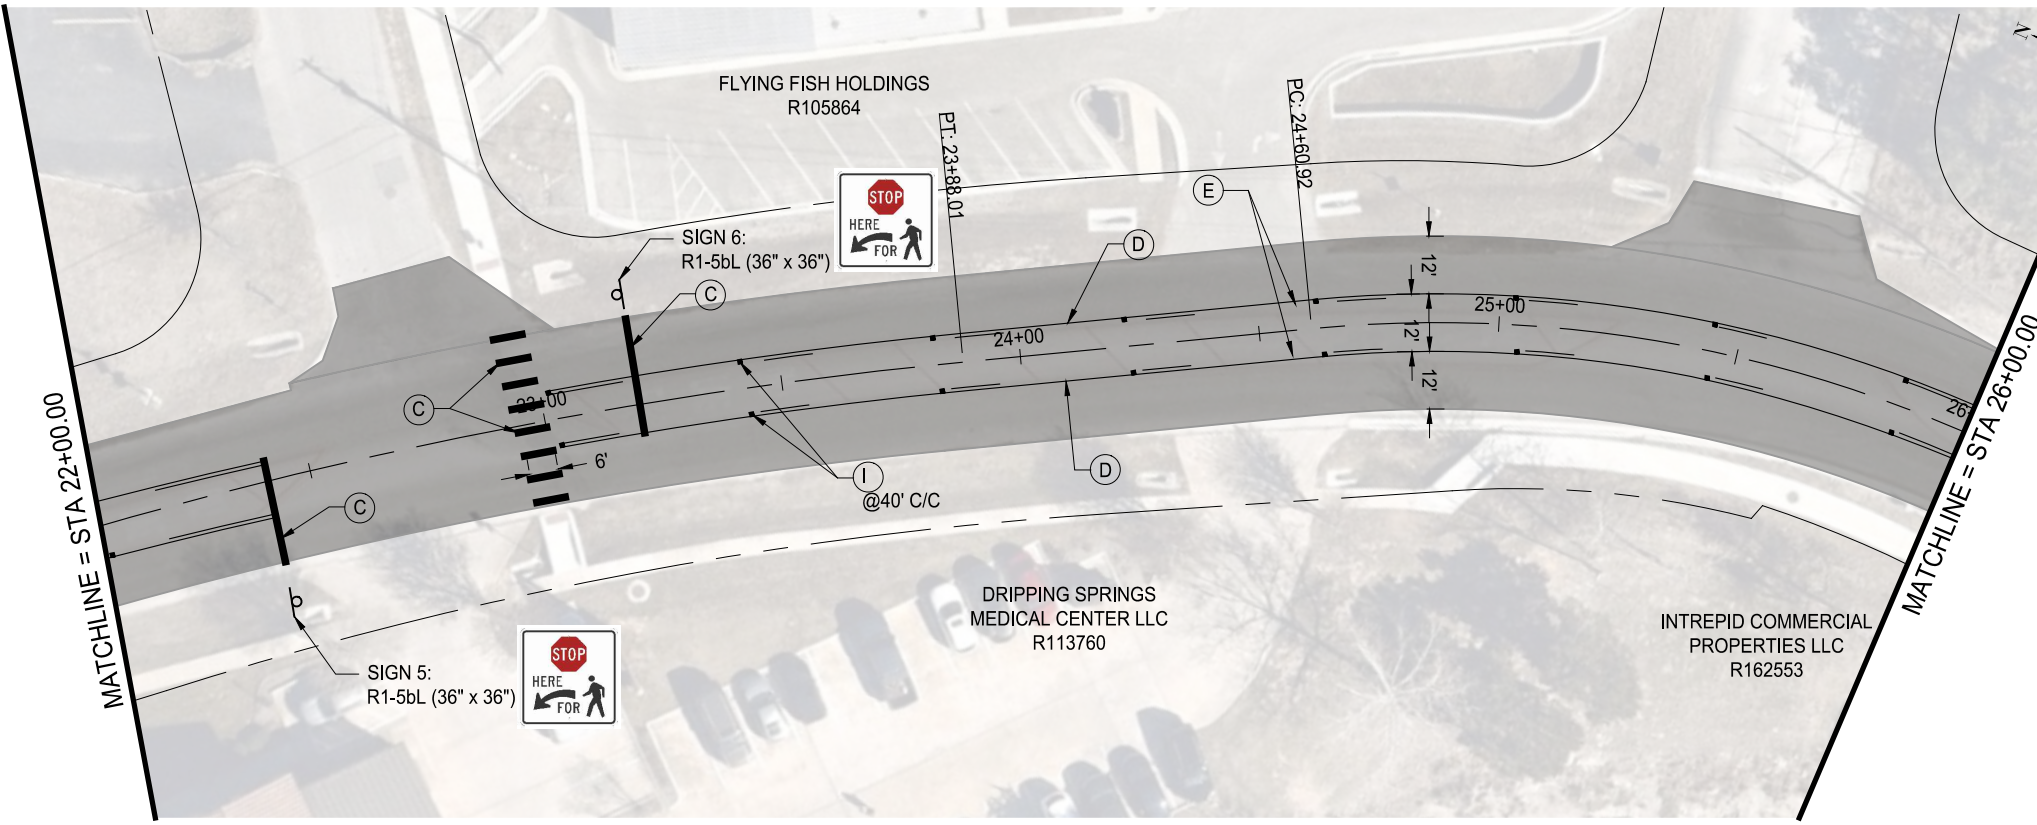 FLYING FISH HOLDINGS
R105864
PT: 23+88.01
PC: 24+60.92
N
STOP
HERE
FOR
E
D
SIGN 6:
R1-5bL (36" x 36")
C
12'
25+00
24+00
12'
12'
C
23+00
26+
6'
I
@40' C/C
D
C
MATCHLINE = STA 22+00.00
MATCHLINE = STA 26+00.00
DRIPPING SPRINGS
MEDICAL CENTER LLC
R113760
INTREPID COMMERCIAL
PROPERTIES LLC
R162553
SIGN 5:
R1-5bL (36" x 36")
STOP
HERE
FOR